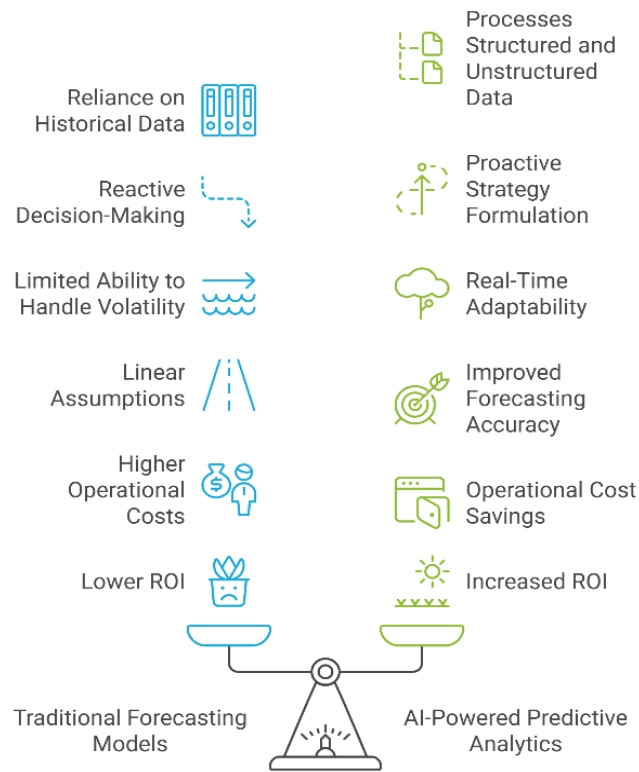 Reliance on
Historical Data
Reactive
Decision-Making
Limited Ability to
Handle Volatility
Linear
Assumptions
Higher
Operational
Costs
$
Lower ROI
Processes
Structured and
Unstructured
Data
Proactive
Strategy
Formulation
Real-Time
Adaptability
Improved
Forecasting
Accuracy
Operational Cost
Savings
Increased ROI
Traditional Forecasting
Models
AI-Powered Predictive
Analytics